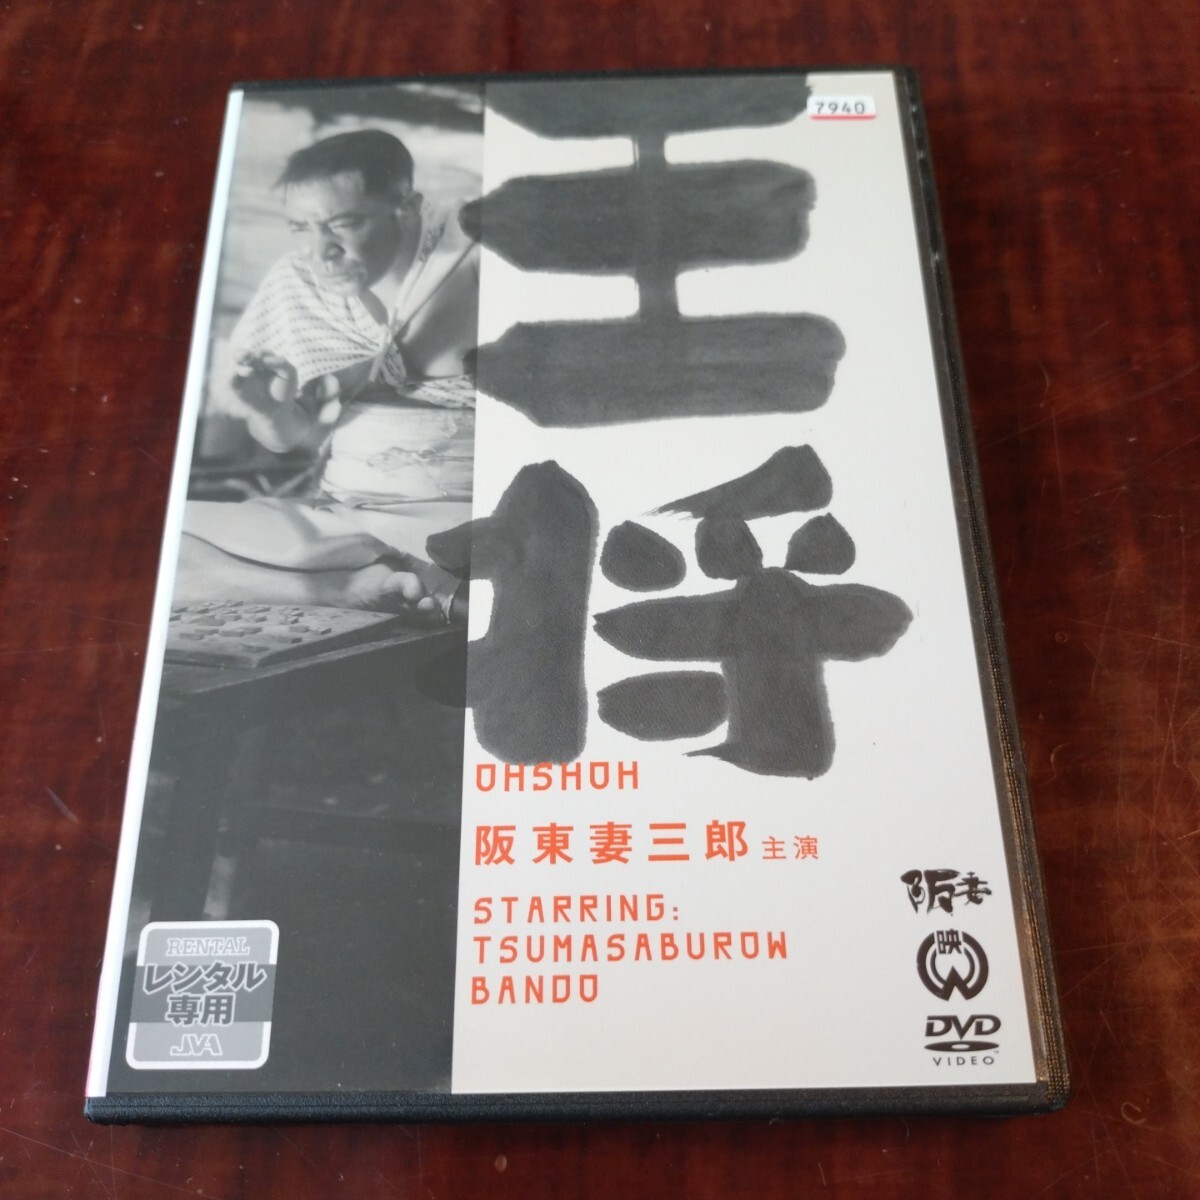 7940
王将
OHSHOH
阪東妻三郎 主演
STARRING:
TSUMASABUROW
BANDO
阪妻
映
DVD
VIDEO
RENTAL
レンタル
専用
JVA